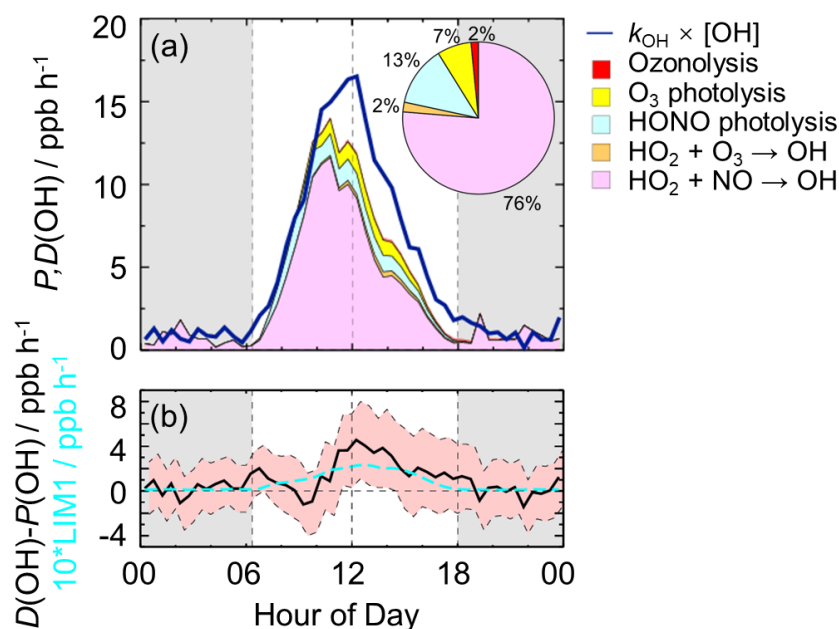 20
15
10
5
0
P,D(OH) / ppb h⁻¹
(a)
7%
2%
13%
2%
76%
k_OH × [OH]
Ozonolysis
O₃ photolysis
HONO photolysis
HO₂ + O₃ → OH
HO₂ + NO → OH
8
4
0
-4
D(OH)-P(OH) / ppb h⁻¹
10*LIM1 / ppb h⁻¹
(b)
00
06
12
18
00
Hour of Day